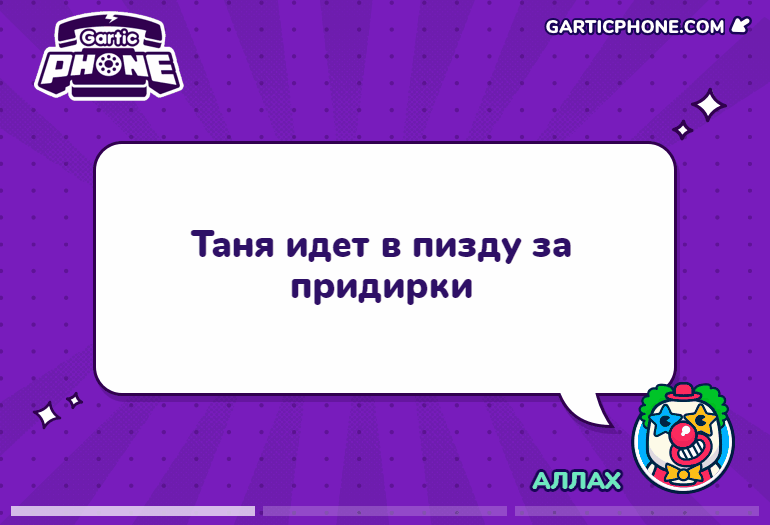 Gartic
PHONE
GARTICPHONE.COM
Таня идет в пизду за
придирки
АЛЛАХ